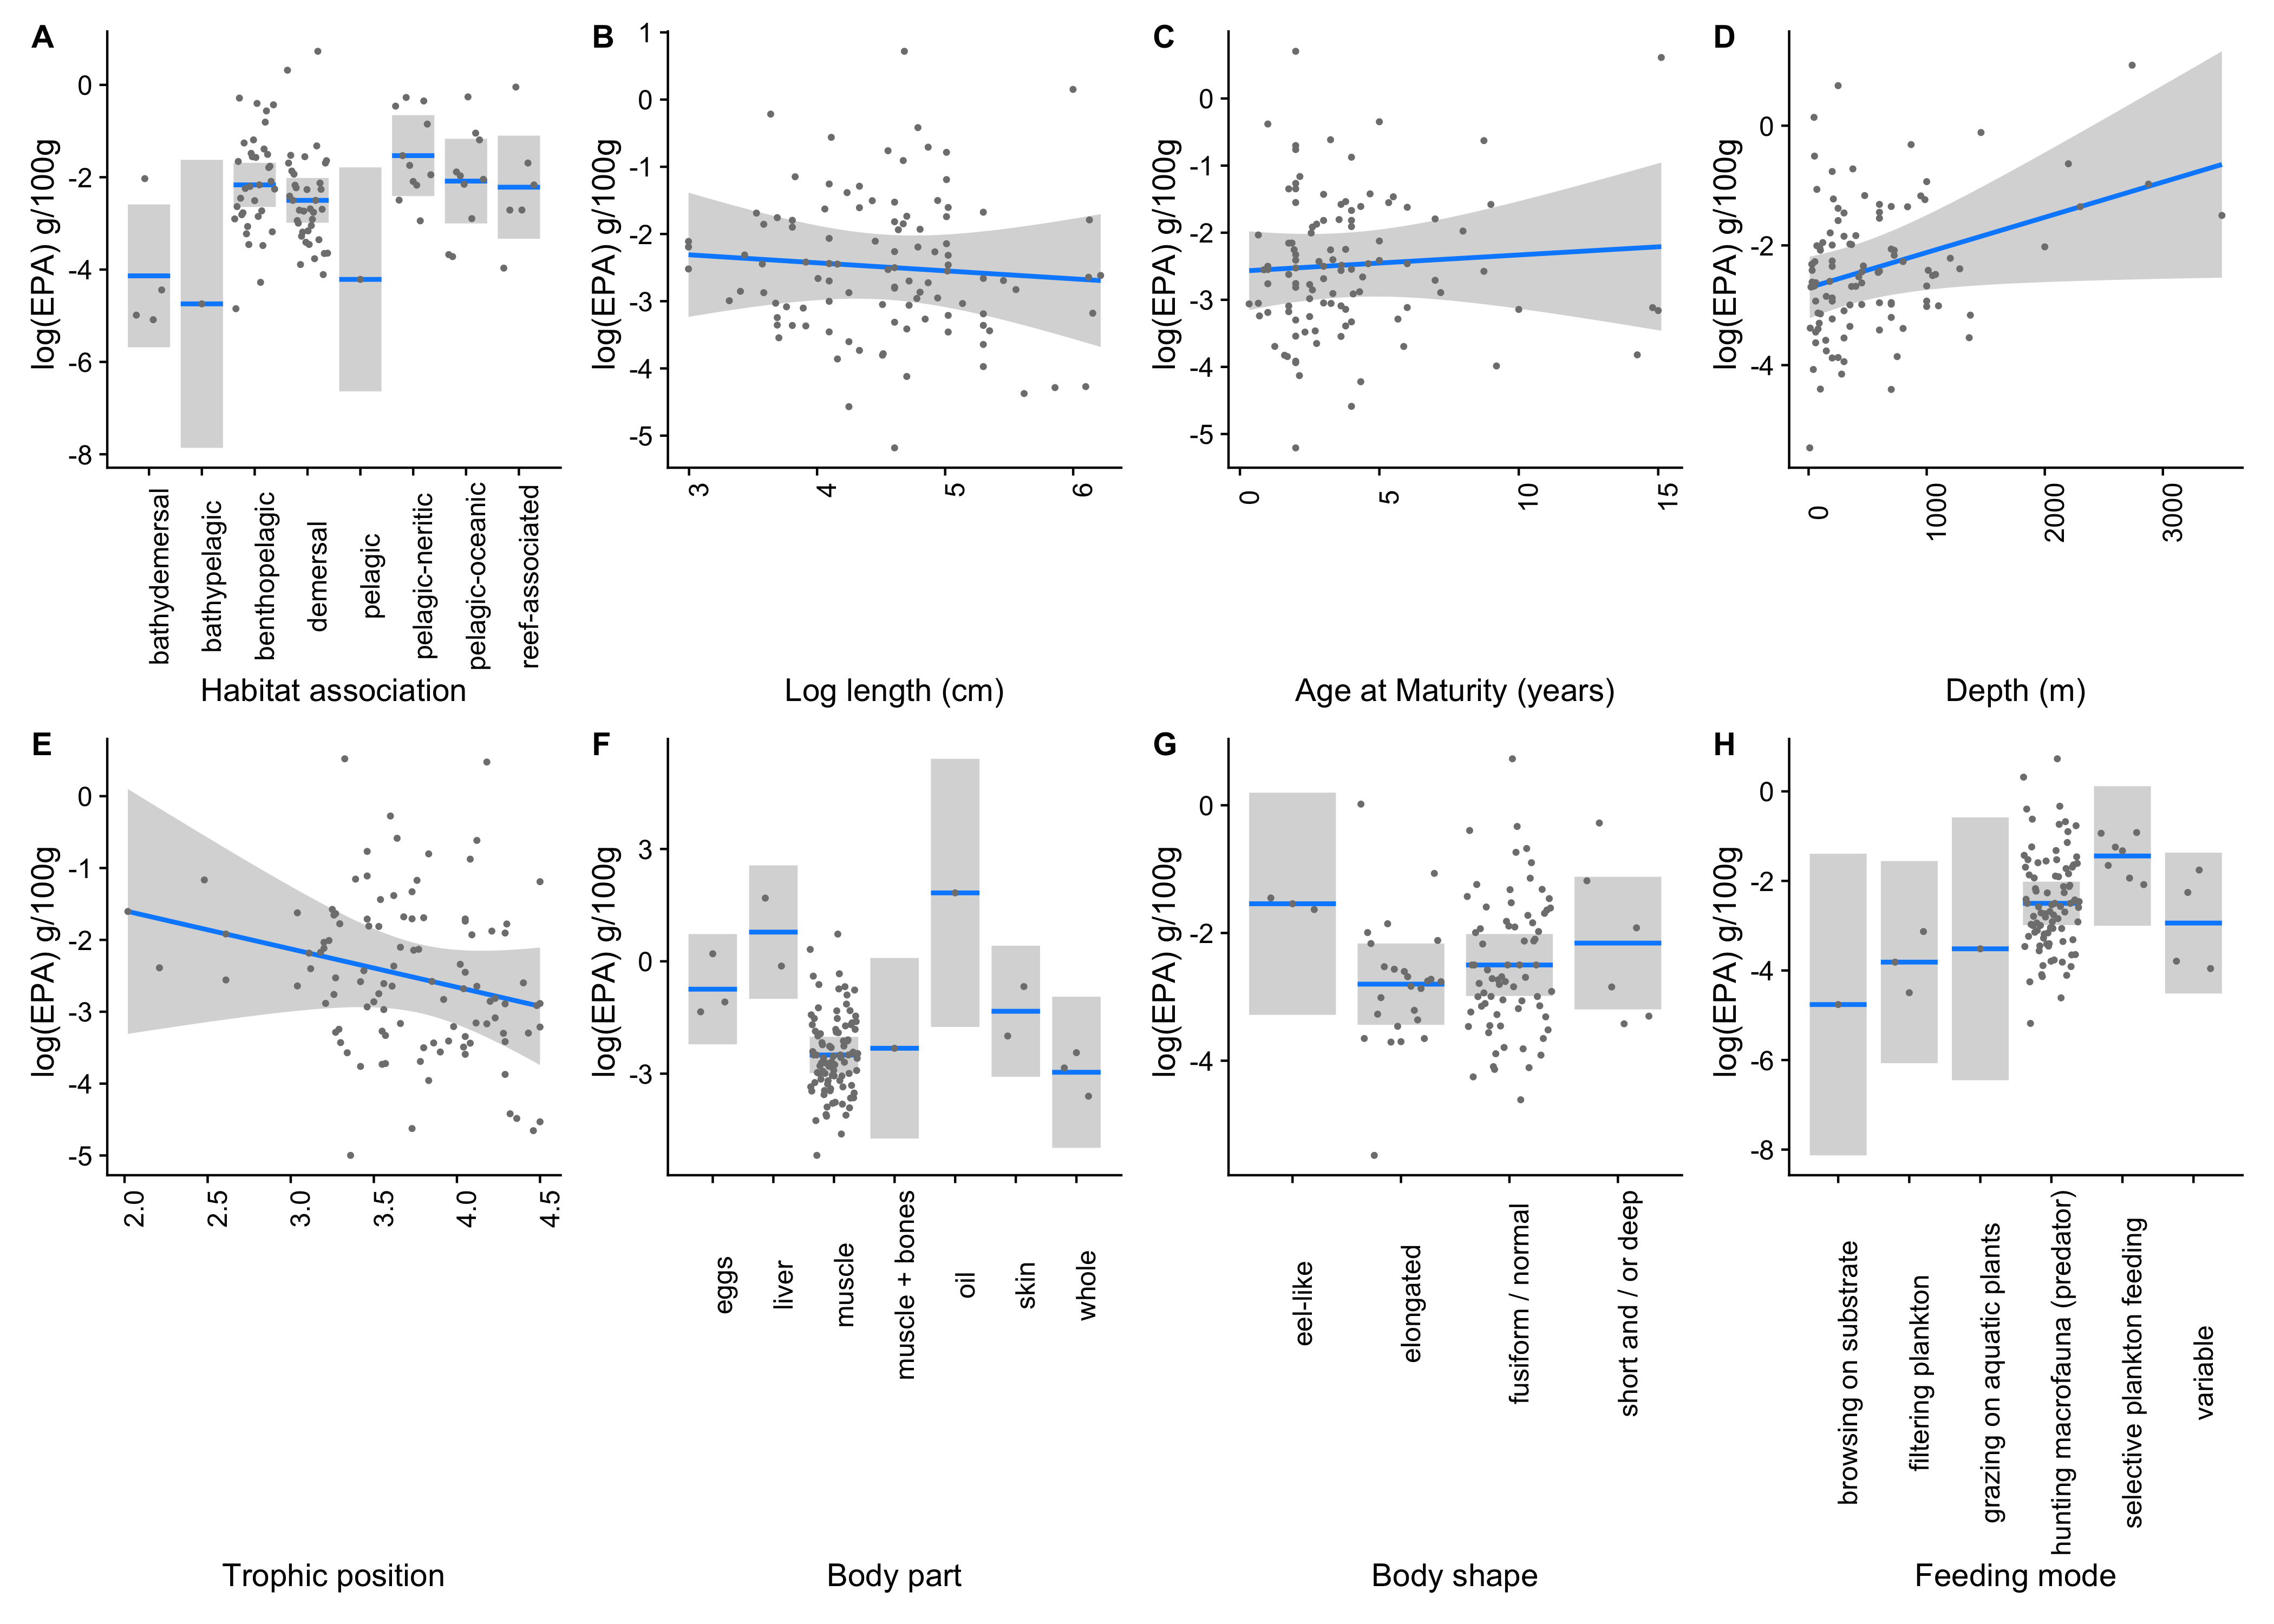 A
log(EPA) g/100g
0
-2
-4
-6
-8
bathydemersal
bathypelagic
benthopelagic
demersal
pelagic
pelagic-neritic
pelagic-oceanic
reef-associated
Habitat association
B
log(EPA) g/100g
1
0
-1
-2
-3
-4
-5
3
4
5
6
Log length (cm)
C
log(EPA) g/100g
0
-1
-2
-3
-4
-5
0
5
10
15
Age at Maturity (years)
D
log(EPA) g/100g
0
-2
-4
0
1000
2000
3000
Depth (m)
E
log(EPA) g/100g
0
-1
-2
-3
-4
-5
2.0
2.5
3.0
3.5
4.0
4.5
Trophic position
F
log(EPA) g/100g
3
0
-3
eggs
liver
muscle
muscle + bones
oil
skin
whole
Body part
G
log(EPA) g/100g
0
-2
-4
eel-like
elongated
fusiform / normal
short and / or deep
Body shape
H
log(EPA) g/100g
0
-2
-4
-6
-8
browsing on substrate
filtering plankton
grazing on aquatic plants
hunting macrofauna (predator)
selective plankton feeding
variable
Feeding mode